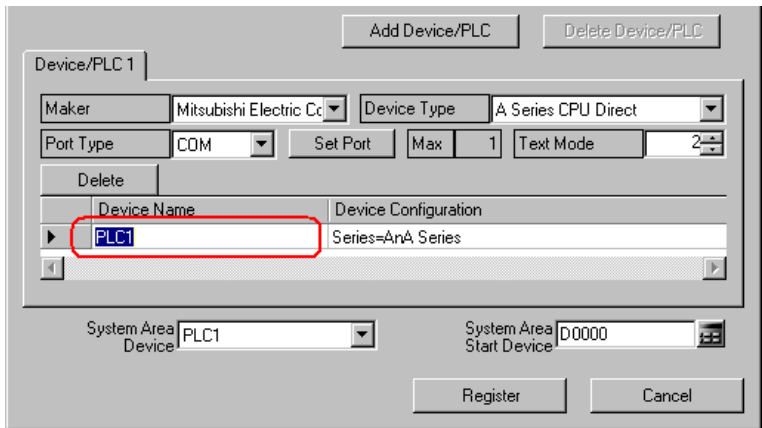 Add Device/PLC Delete Device/PLC
Device/PLC 1
Maker Mitsubishi Electric Device Type A Series CPU Direct
Port Type COM Set Port Max 1 Text Mode 2
Delete
Device Name Device Configuration
PLC1 Series=AnA Series
System Area Device PLC1 System Area Start Device D0000
Register Cancel